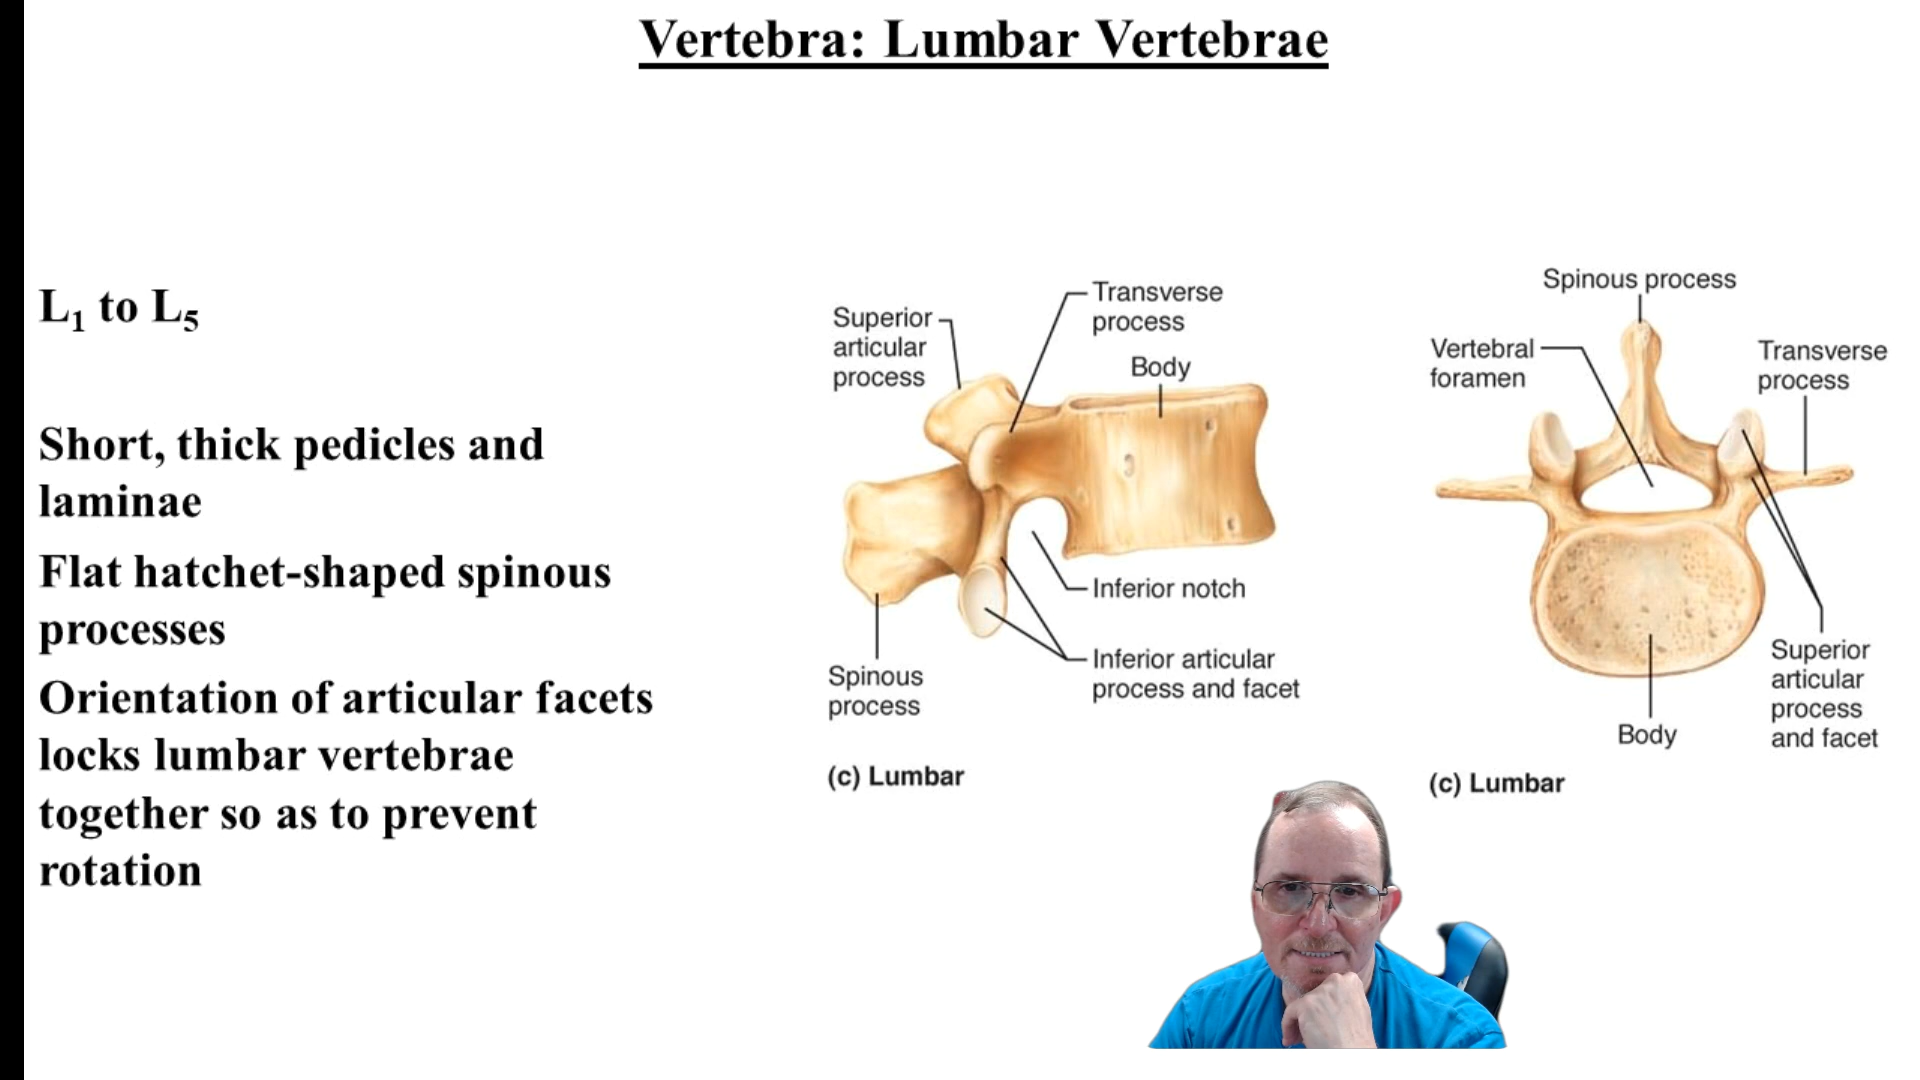 Vertebra: Lumbar Vertebrae
L1 to L5
Short, thick pedicles and
laminae
Flat hatchet-shaped spinous
processes
Orientation of articular facets
locks lumbar vertebrae
together so as to prevent
rotation
Superior
articular
process
Transverse
process
Body
Inferior notch
Inferior articular
process and facet
Spinous
process
(c) Lumbar
Spinous process
Vertebral
foramen
Transverse
process
Superior
articular
process
and facet
Body
(c) Lumbar